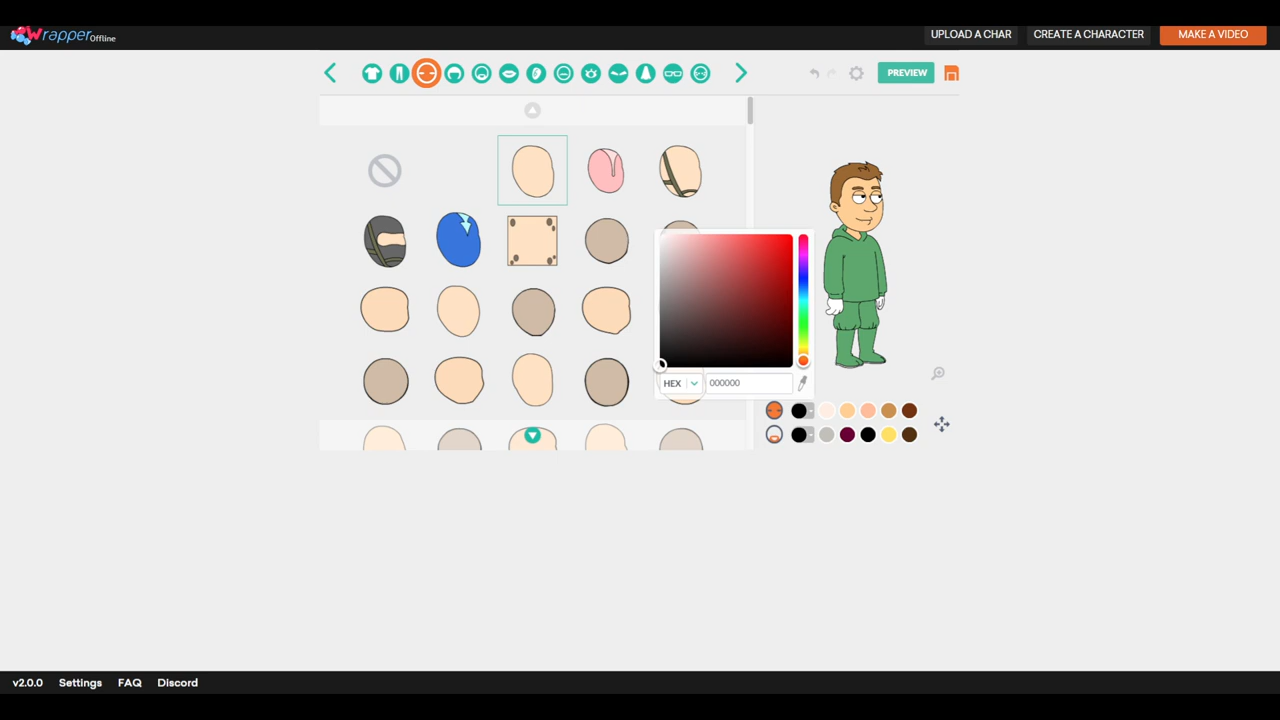 Wrapper Offline
UPLOAD A CHAR
CREATE A CHARACTER
MAKE A VIDEO
PREVIEW
HEX
000000
v2.0.0
Settings
FAQ
Discord